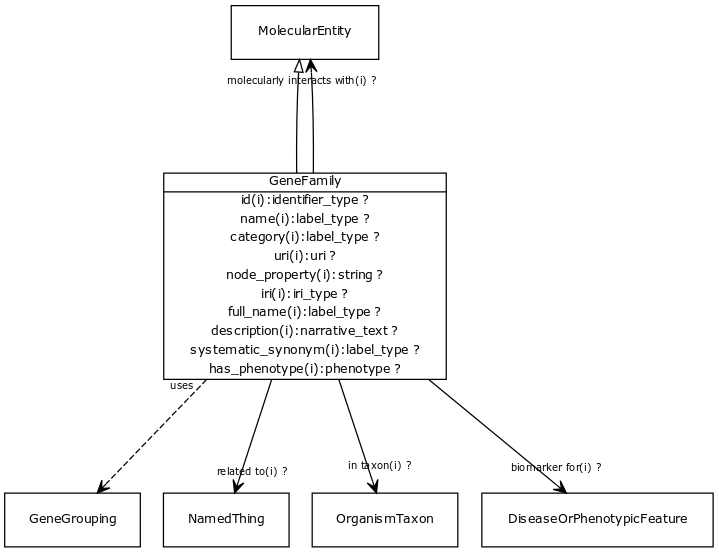 MolecularEntity
molecularly interacts with(i) ?
GeneFamily
id(i):identifier_type ?
name(i):label_type ?
category(i):label_type ?
uri(i):uri ?
node_property(i):string ?
iri(i):iri_type ?
full_name(i):label_type ?
description(i):narrative_text ?
systematic_synonym(i):label_type ?
has_phenotype(i):phenotype ?
uses
related to(i) ?
in taxon(i) ?
biomarker for(i) ?
GeneGrouping
NamedThing
OrganismTaxon
DiseaseOrPhenotypicFeature